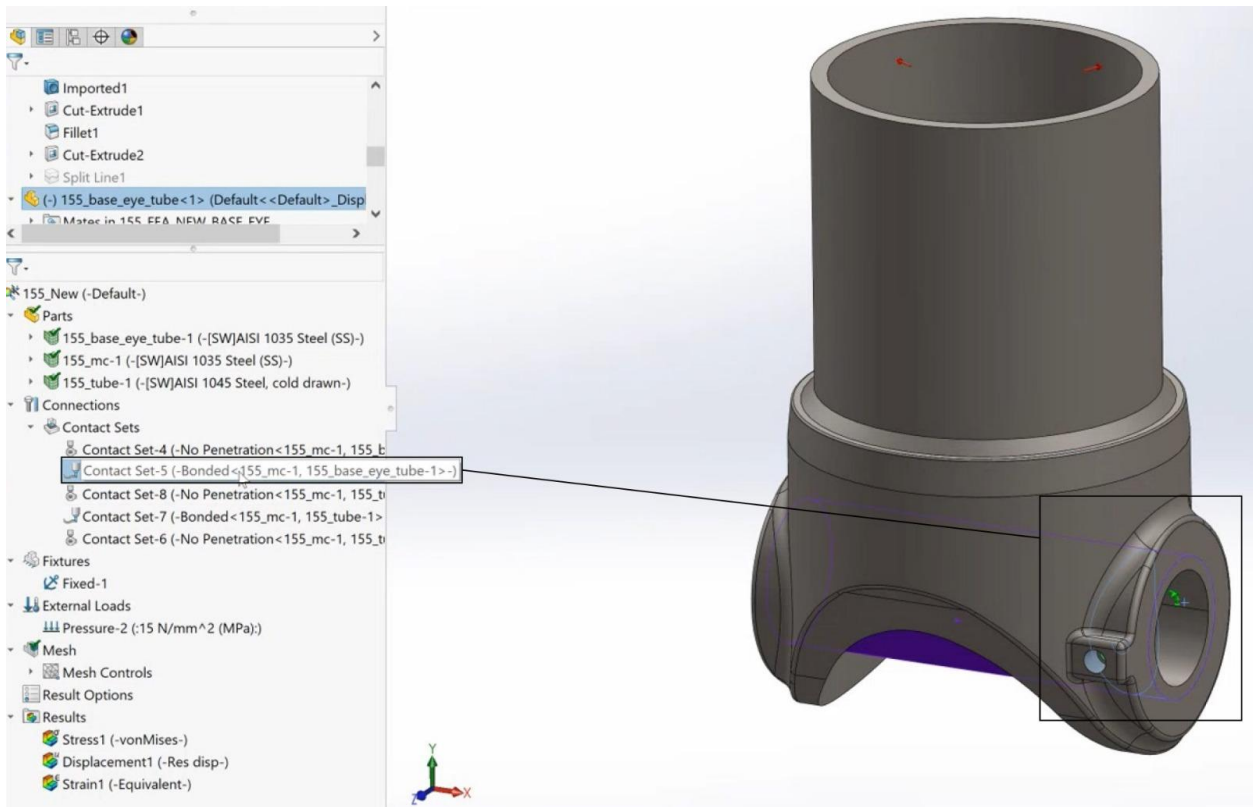 Imported1
Cut-Extrude1
Fillet1
Cut-Extrude2
Split Line1
(-) 155_base_eye_tube<1> (Default<<Default>_Displ
Mates in 155_FEA_NEW_BASE_EYE
155_New (-Default-)
Parts
155_base_eye_tube-1 (-[SW]AISI 1035 Steel (SS)-)
155_mc-1 (-[SW]AISI 1035 Steel (SS)-)
155_tube-1 (-[SW]AISI 1045 Steel, cold drawn-)
Connections
Contact Sets
Contact Set-4 (-No Penetration<155_mc-1, 155_b
Contact Set-5 (-Bonded<155_mc-1, 155_base_eye_tube-1>-)
Contact Set-8 (-No Penetration<155_mc-1, 155_t
Contact Set-7 (-Bonded<155_mc-1, 155_tube-1>
Contact Set-6 (-No Penetration<155_mc-1, 155_t
Fixtures
Fixed-1
External Loads
Pressure-2 (:15 N/mm^2 (MPa):)
Mesh
Mesh Controls
Result Options
Results
Stress1 (-vonMises-)
Displacement1 (-Res disp-)
Strain1 (-Equivalent-)
Y
X
Z